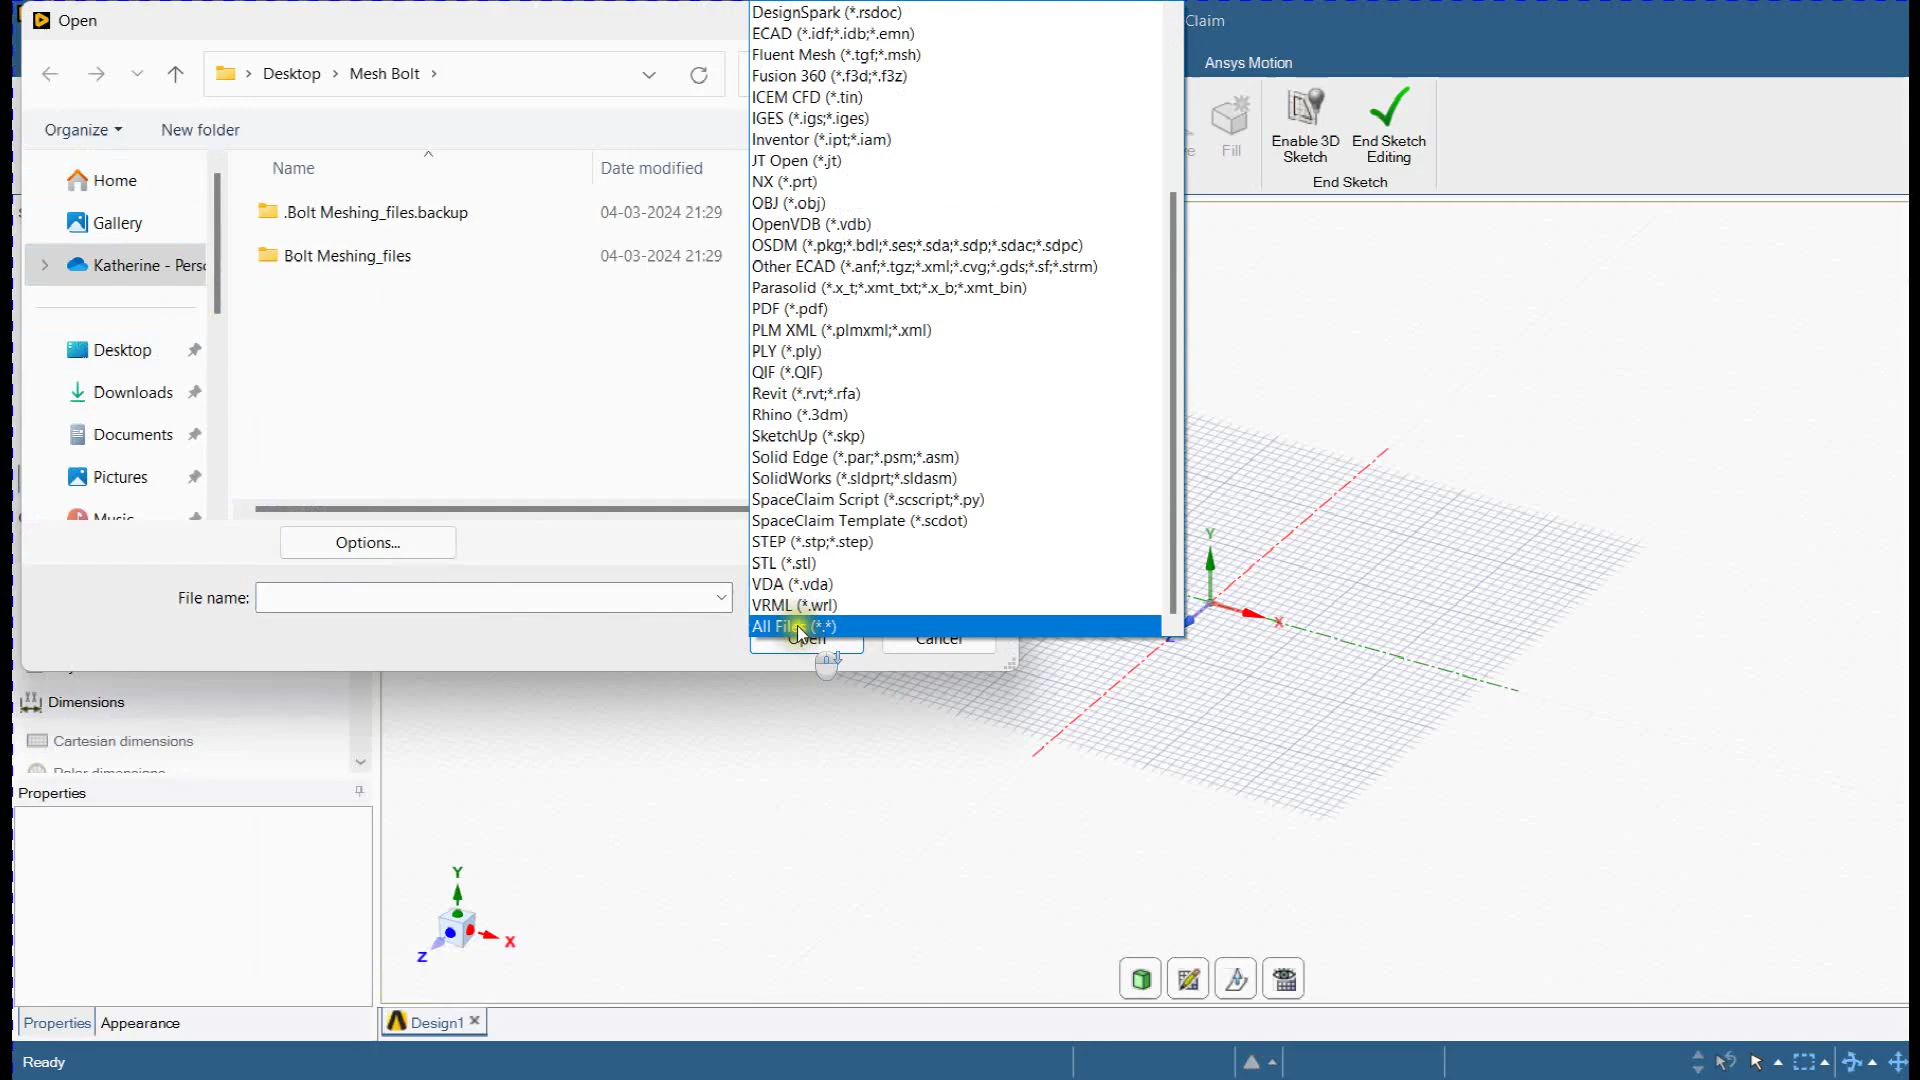 Open
Claim
Desktop
Mesh Bolt
Ansys Motion
Organize
New folder
Name
Date modified
Home
Gallery
Katherine - Pers
.Bolt Meshing_files.backup
04-03-2024 21:29
Bolt Meshing_files
04-03-2024 21:29
Desktop
Downloads
Documents
Pictures
Music
Options...
File name:
DesignSpark (*.rsdoc)
ECAD (*.idf;*.idb;*.emn)
Fluent Mesh (*.tgf;*.msh)
Fusion 360 (*.f3d;*.f3z)
ICEM CFD (*.tin)
IGES (*.igs;*.iges)
Inventor (*.ipt;*.iam)
JT Open (*.jt)
NX (*.prt)
OBJ (*.obj)
OpenVDB (*.vdb)
OSDM (*.pkg;*.bdl;*.ses;*.sda;*.sdp;*.sdac;*.sdpc)
Other ECAD (*.anf;*.tgz;*.xml;*.cvg;*.gds;*.sf;*.strm)
Parasolid (*.x_t;*.xmt_txt;*.x_b;*.xmt_bin)
PDF (*.pdf)
PLM XML (*.plmxml;*.xml)
PLY (*.ply)
QIF (*.QIF)
Revit (*.rvt;*.rfa)
Rhino (*.3dm)
SketchUp (*.skp)
Solid Edge (*.par;*.psm;*.asm)
SolidWorks (*.sldprt;*.sldasm)
SpaceClaim Script (*.scscript;*.py)
SpaceClaim Template (*.scdot)
STEP (*.stp;*.step)
STL (*.stl)
VDA (*.vda)
VRML (*.wrl)
All Files (*.*)
Open
Cancel
Fill
Enable 3D
Sketch
End Sketch
Editing
End Sketch
Y
X
Z
Dimensions
Cartesian dimensions
Polar dimensions
Properties
Y
X
Z
Properties
Appearance
Design1
Ready